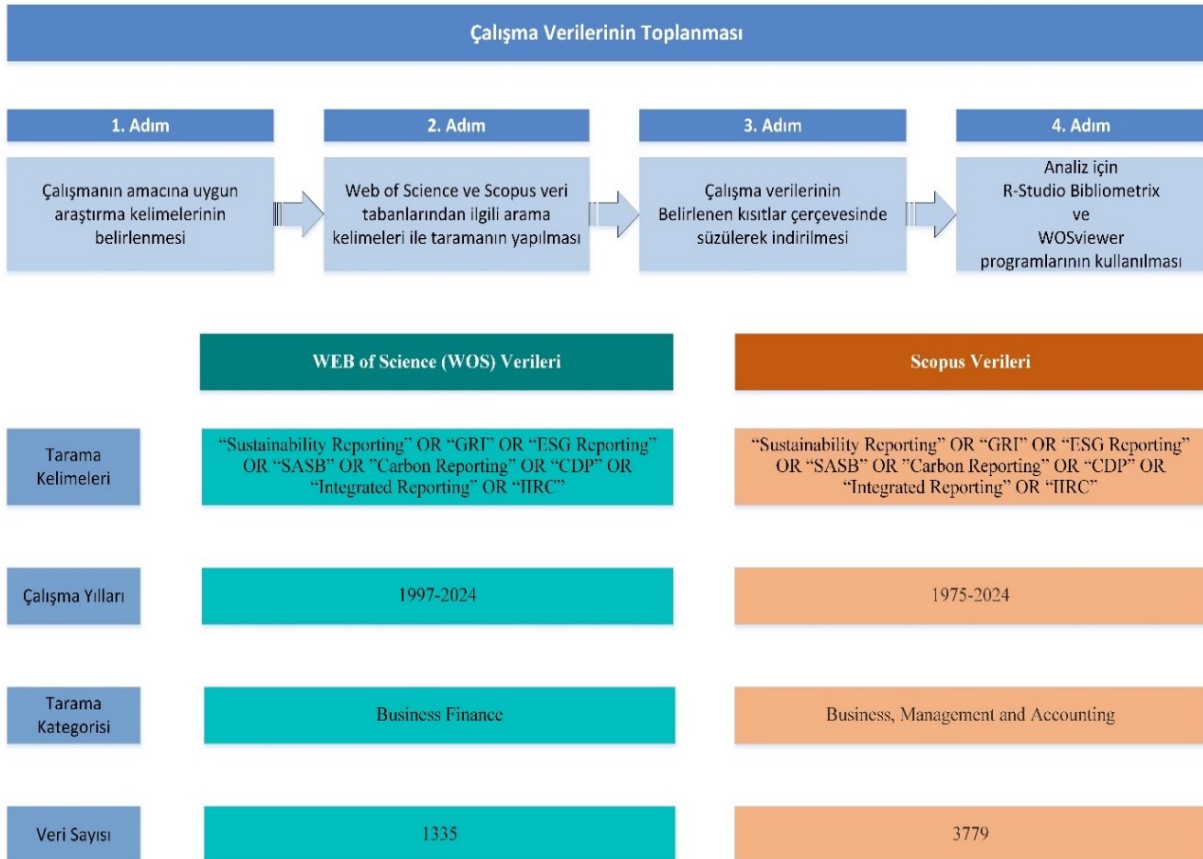 Çalışma Verilerinin Toplanması
1. Adım
2. Adım
3. Adım
4. Adım
Çalışmanın amacına uygun
araştırma kelimelerinin
belirlenmesi
Web of Science ve Scopus veri
tabanlarından ilgili arama
kelimeleri ile taramanın yapılması
Çalışma verilerinin
Belirlenen kısıtlar çerçevesinde
süzülerek indirilmesi
Analiz için
R-Studio Bibliometrix
ve
WOSviewer
programlarının kullanılması
WEB of Science (WOS) Verileri
Scopus Verileri
Tarama
Kelimeleri
“Sustainability Reporting” OR “GRI” OR “ESG Reporting”
OR “SASB” OR ”Carbon Reporting” OR “CDP” OR
“Integrated Reporting” OR “IIRC”
“Sustainability Reporting” OR “GRI” OR “ESG Reporting”
OR “SASB” OR ”Carbon Reporting” OR “CDP” OR
“Integrated Reporting” OR “IIRC”
Çalışma Yılları
1997-2024
1975-2024
Tarama
Kategorisi
Business Finance
Business, Management and Accounting
Veri Sayısı
1335
3779